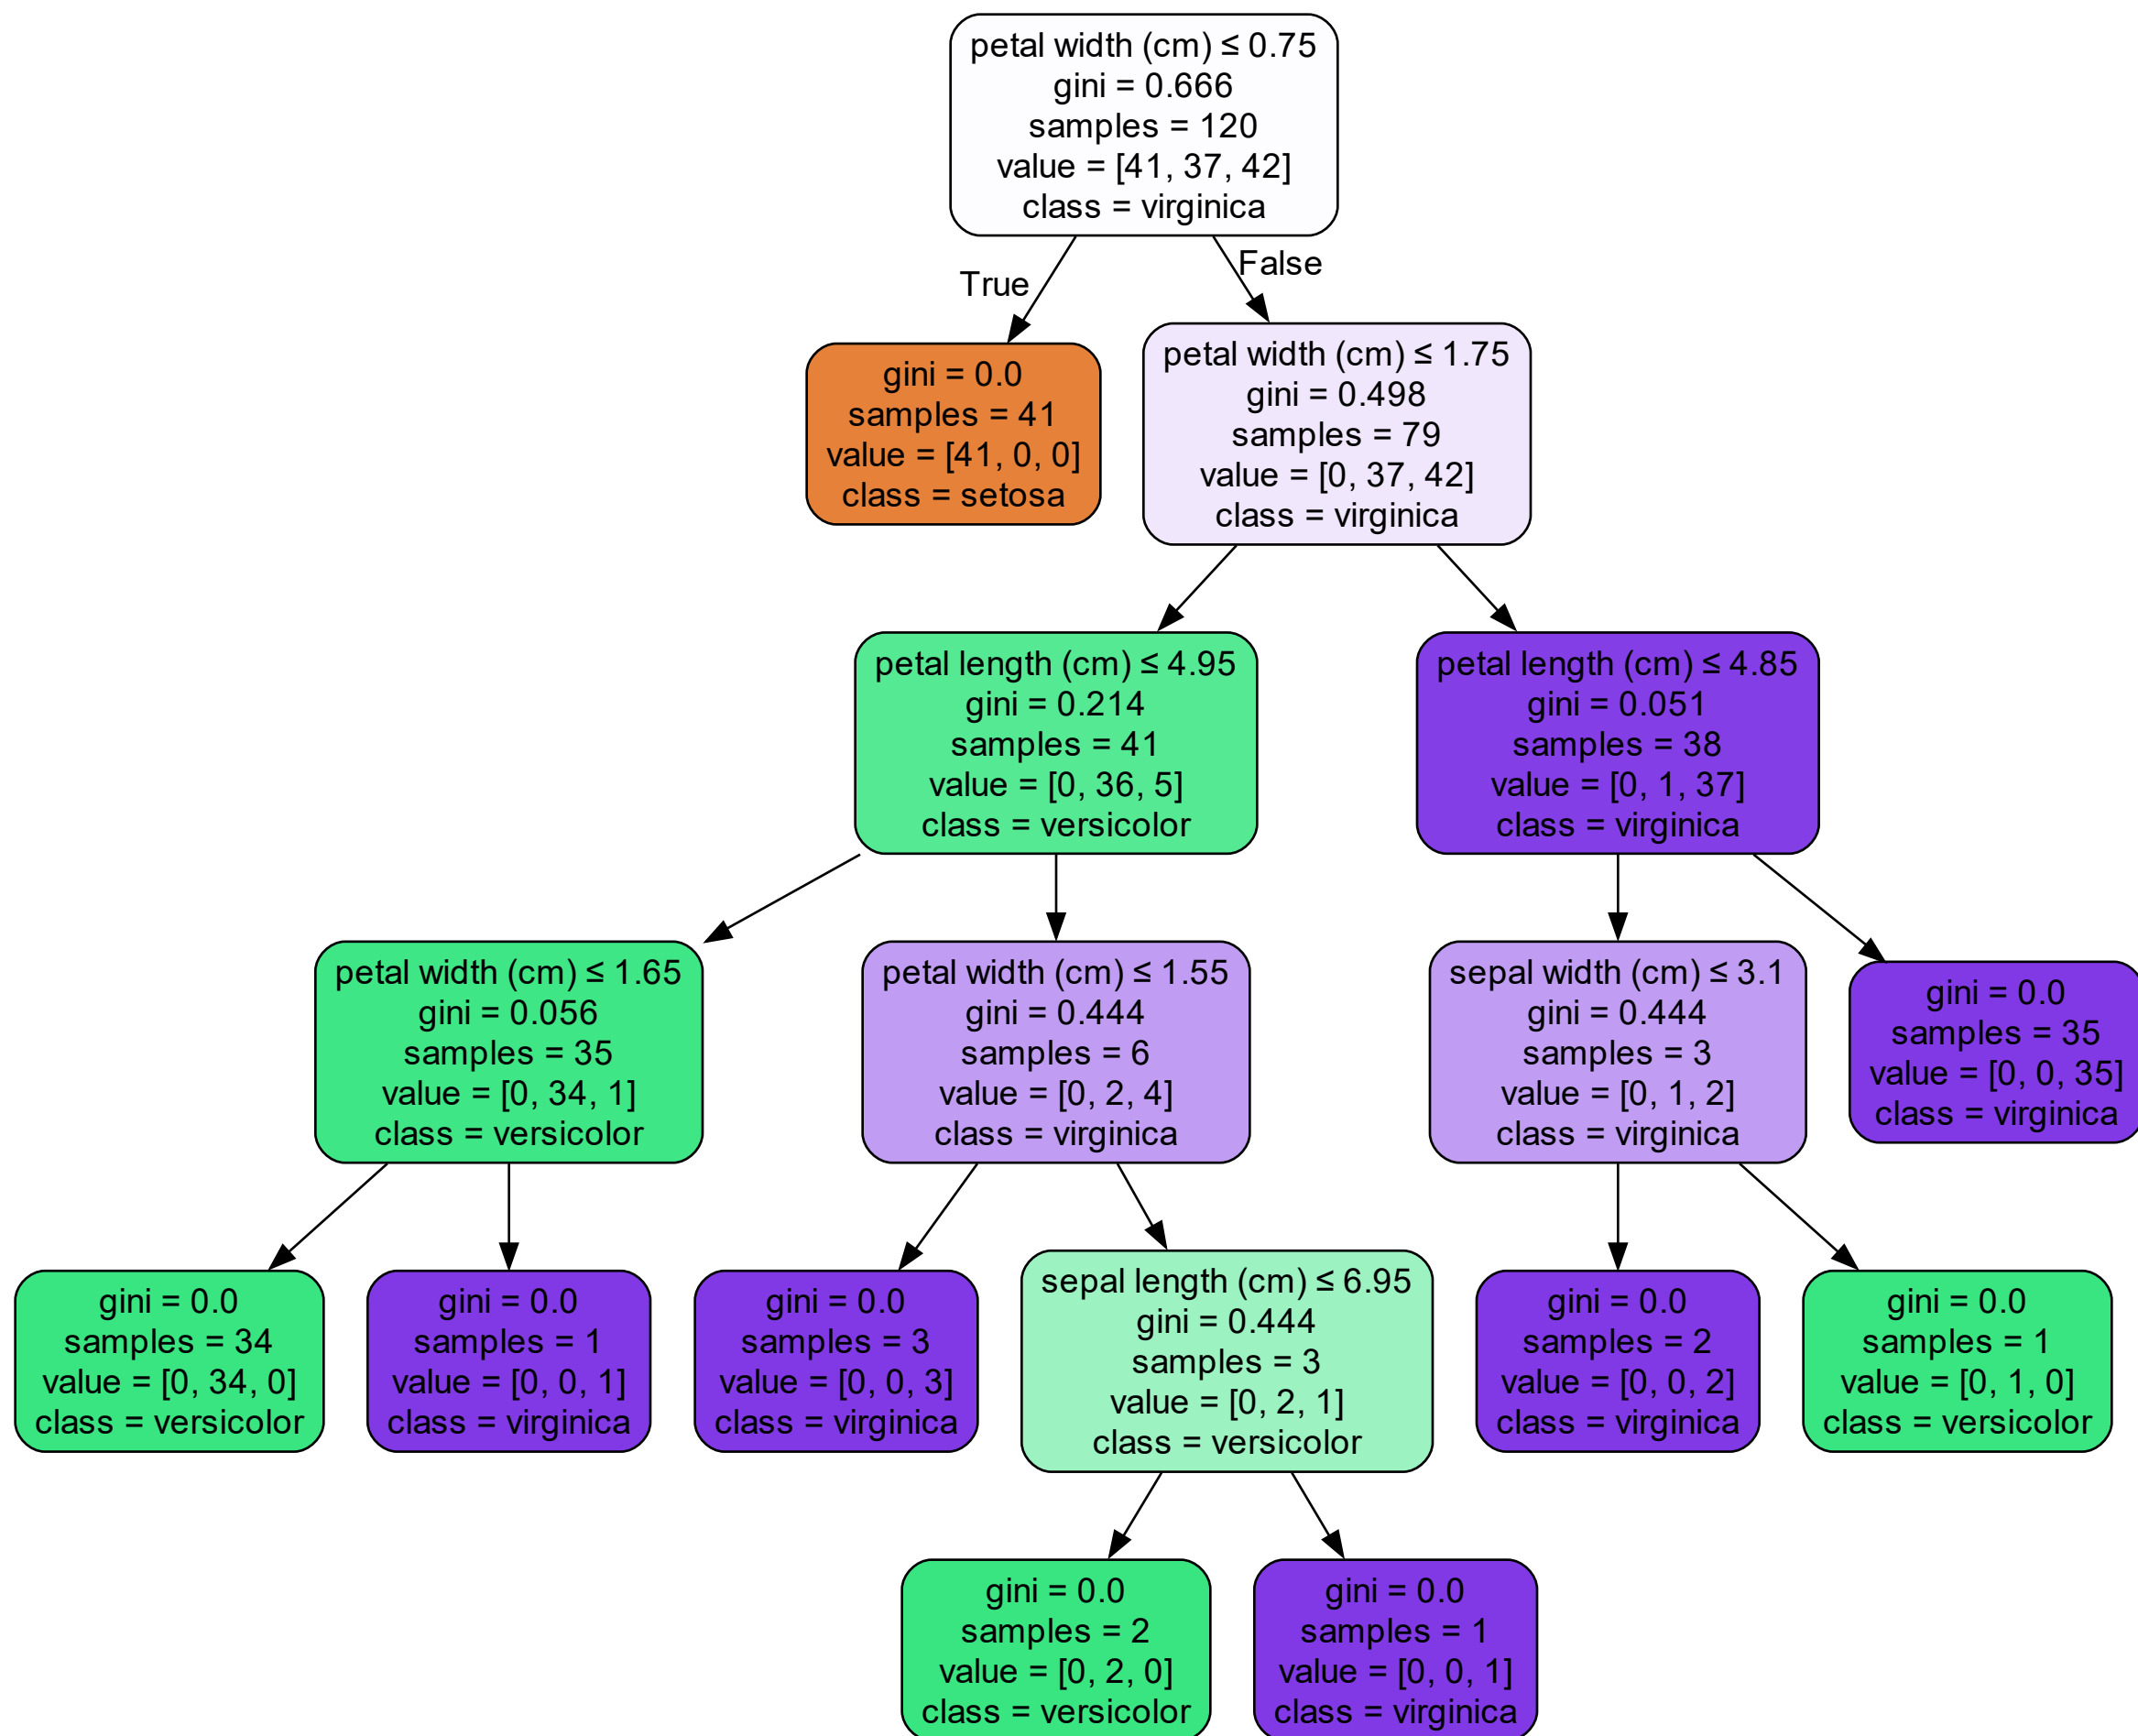 petal width (cm) ≤ 0.75
gini = 0.666
samples = 120
value = [41, 37, 42]
class = virginica
True
False
gini = 0.0
samples = 41
value = [41, 0, 0]
class = setosa
petal width (cm) ≤ 1.75
gini = 0.498
samples = 79
value = [0, 37, 42]
class = virginica
petal length (cm) ≤ 4.95
gini = 0.214
samples = 41
value = [0, 36, 5]
class = versicolor
petal length (cm) ≤ 4.85
gini = 0.051
samples = 38
value = [0, 1, 37]
class = virginica
petal width (cm) ≤ 1.65
gini = 0.056
samples = 35
value = [0, 34, 1]
class = versicolor
petal width (cm) ≤ 1.55
gini = 0.444
samples = 6
value = [0, 2, 4]
class = virginica
sepal width (cm) ≤ 3.1
gini = 0.444
samples = 3
value = [0, 1, 2]
class = virginica
gini = 0.0
samples = 35
value = [0, 0, 35]
class = virginica
gini = 0.0
samples = 34
value = [0, 34, 0]
class = versicolor
gini = 0.0
samples = 1
value = [0, 0, 1]
class = virginica
gini = 0.0
samples = 3
value = [0, 0, 3]
class = virginica
sepal length (cm) ≤ 6.95
gini = 0.444
samples = 3
value = [0, 2, 1]
class = versicolor
gini = 0.0
samples = 2
value = [0, 0, 2]
class = virginica
gini = 0.0
samples = 1
value = [0, 1, 0]
class = versicolor
gini = 0.0
samples = 2
value = [0, 2, 0]
class = versicolor
gini = 0.0
samples = 1
value = [0, 0, 1]
class = virginica